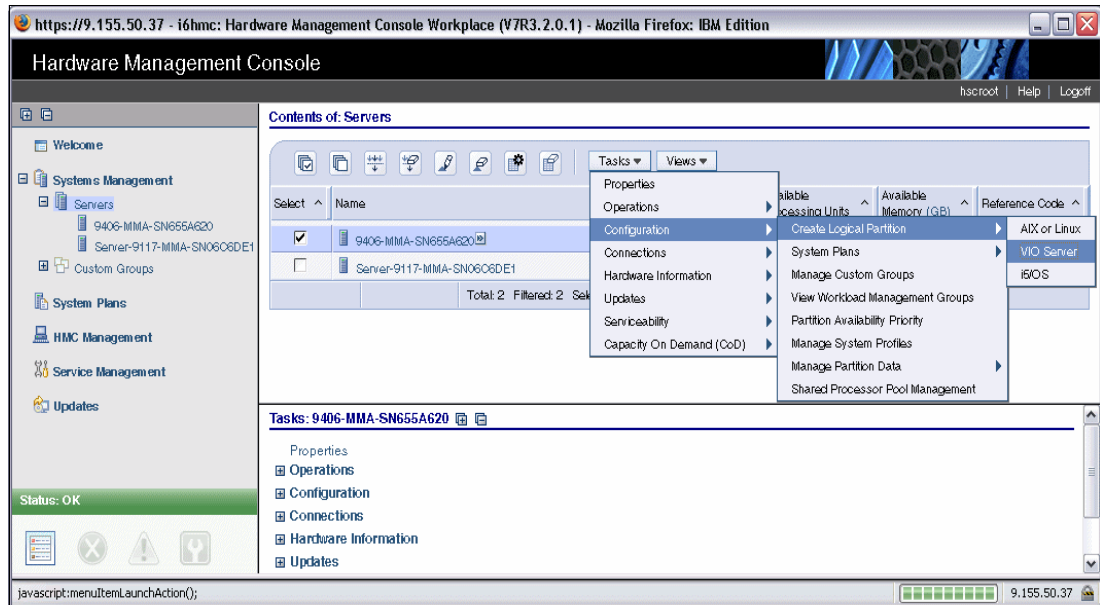 https://9.155.50.37 - i6hmc: Hardware Management Console Workplace (V7R3.2.0.1) - Mozilla Firefox: IBM Edition
Hardware Management Console
hscroot | Help | Logoff
Contents of: Servers
Welcome
Systems Management
Servers
9406-MMA-SN655A620
Server-9117-MMA-SN06C6DE1
Custom Groups
System Plans
HMC Management
Service Management
Updates
Status: OK
Tasks Views
Select ^ Name
Available ^
Memory (GB)
Reference Code ^
9406-MMA-SN655A620
Server-9117-MMA-SN06C6DE1
Total: 2 Filtered: 2
Properties
Operations
Configuration
Connections
Hardware Information
Updates
Serviceability
Capacity On Demand (CoD)
Create Logical Partition
System Plans
Manage Custom Groups
View Workload Management Groups
Partition Availability Priority
Manage System Profiles
Manage Partition Data
Shared Processor Pool Management
AIX or Linux
VIO Server
i5/OS
Tasks: 9406-MMA-SN655A620
Properties
Operations
Configuration
Connections
Hardware Information
Updates
javascript:menuItemLaunchAction();
9.155.50.37